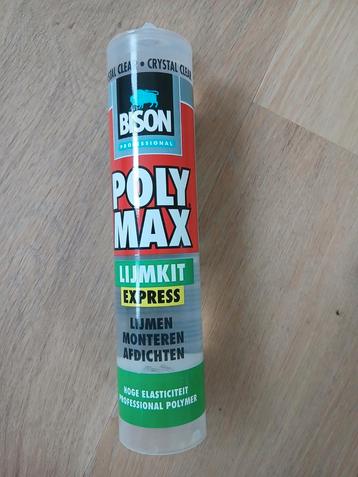 CRYSTAL CLEAR • CRYSTAL CLEAR
BISON
PROFESSIONAL
POLY
MAX
LIJMKIT
EXPRESS
LIJMEN
MONTEREN
AFDICHTEN
HOGE ELASTICITEIT
PROFESSIONAL POLYMER